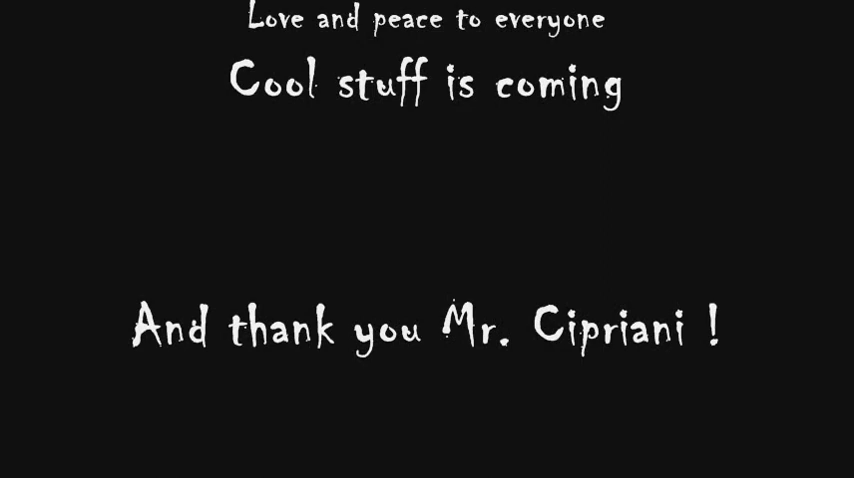 Love and peace to everyone
Cool stuff is coming
And thank you Mr. Cipriani !